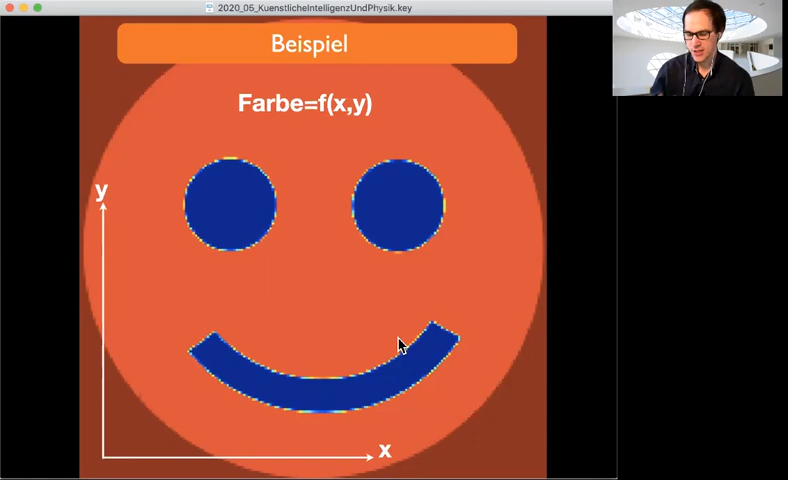 2020_05_KuenstlicheIntelligenzUndPhysik.key
Beispiel
Farbe=f(x,y)
y
x